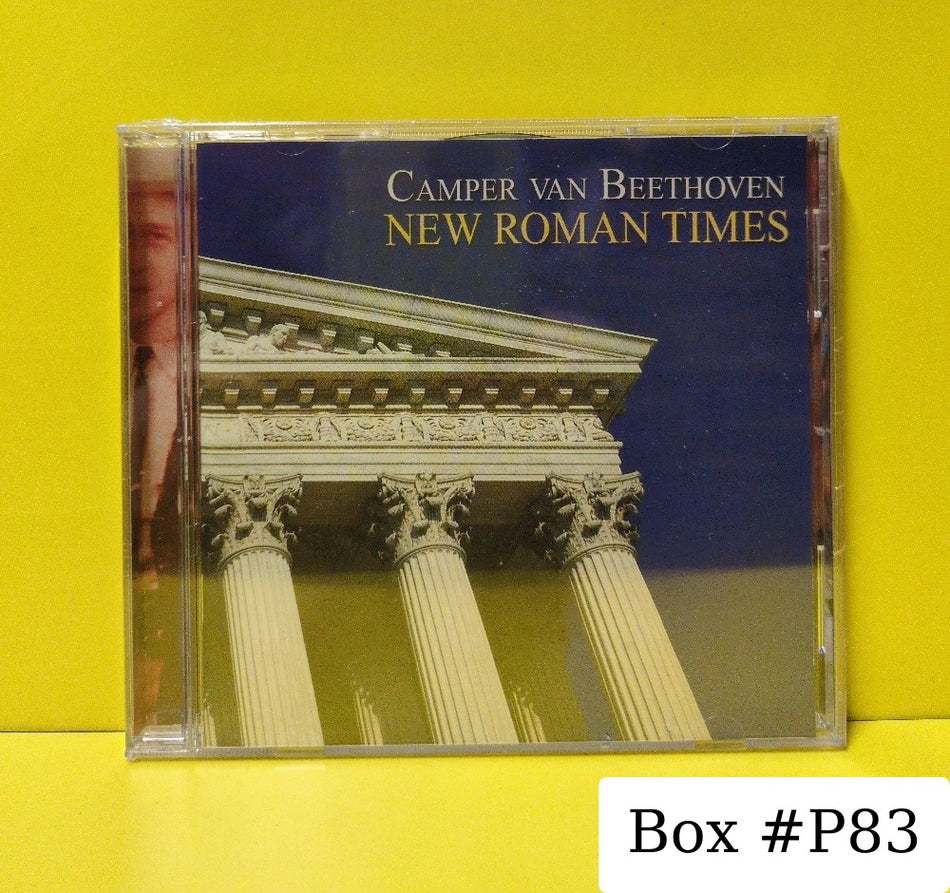 CAMPER VAN BEETHOVEN
NEW ROMAN TIMES
Box #P83